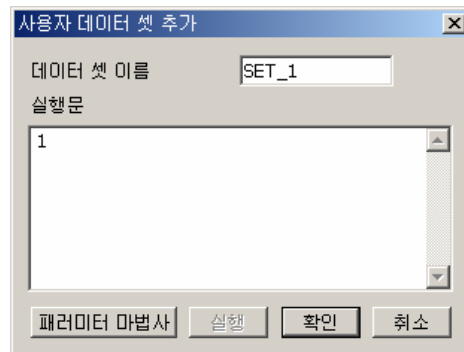 사용자 데이터 셋 추가
데이터 셋 이름 SET_1
실행문
1
패러미터 마법사 실행 확인 취소